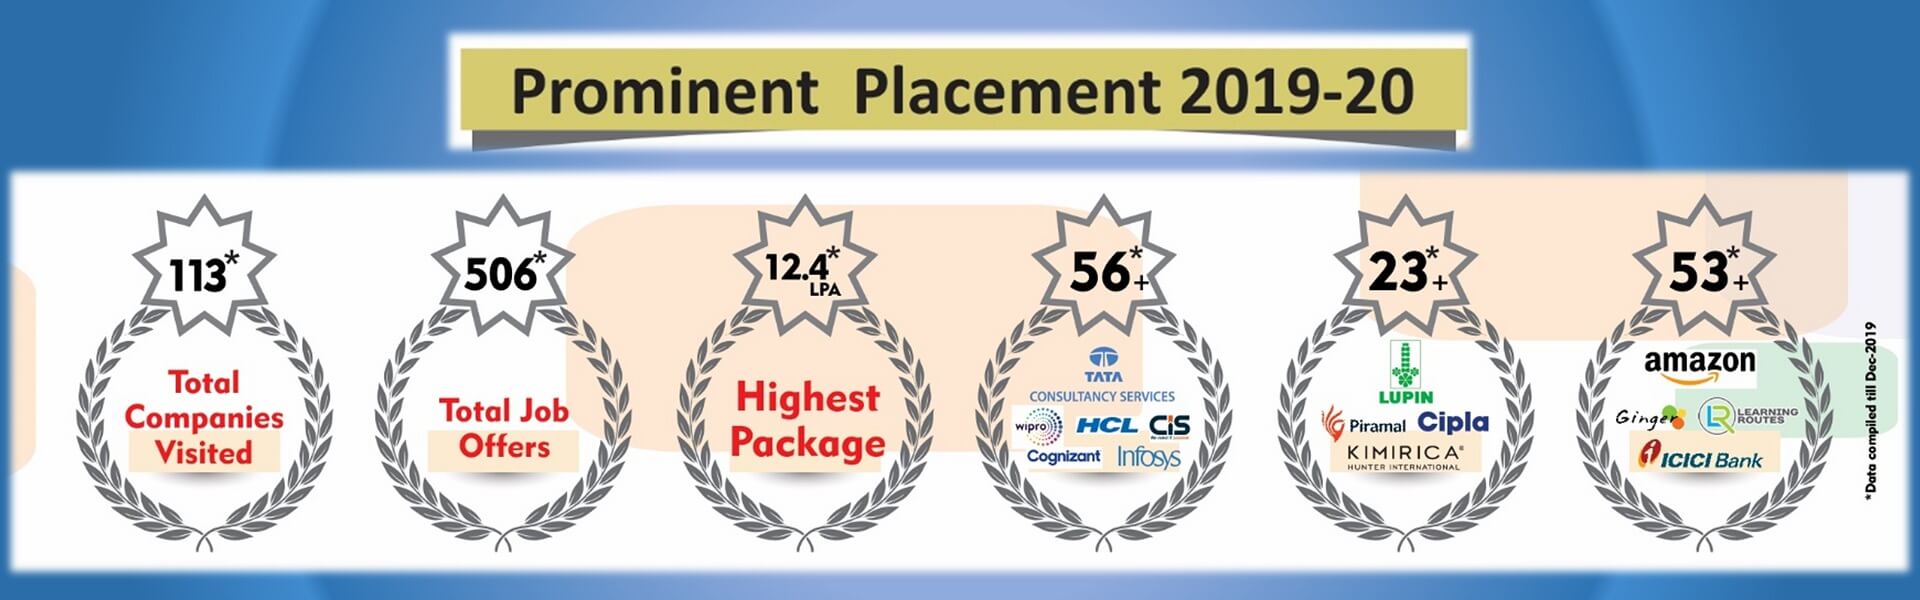 Prominent Placement 2019-20
113*
Total
Companies
Visited
506*
Total Job
Offers
12.4*
LPA
Highest
Package
56*+
TATA
CONSULTANCY SERVICES
wipro HCL CiS
Cognizant Infosys
23*+
LUPIN
Piramal Cipla
KIMIRICA
HUNTER INTERNATIONAL
53*+
amazon
Ginger LR LEARNING
ROUTES
ICICI Bank
*Data compiled till Dec-2019